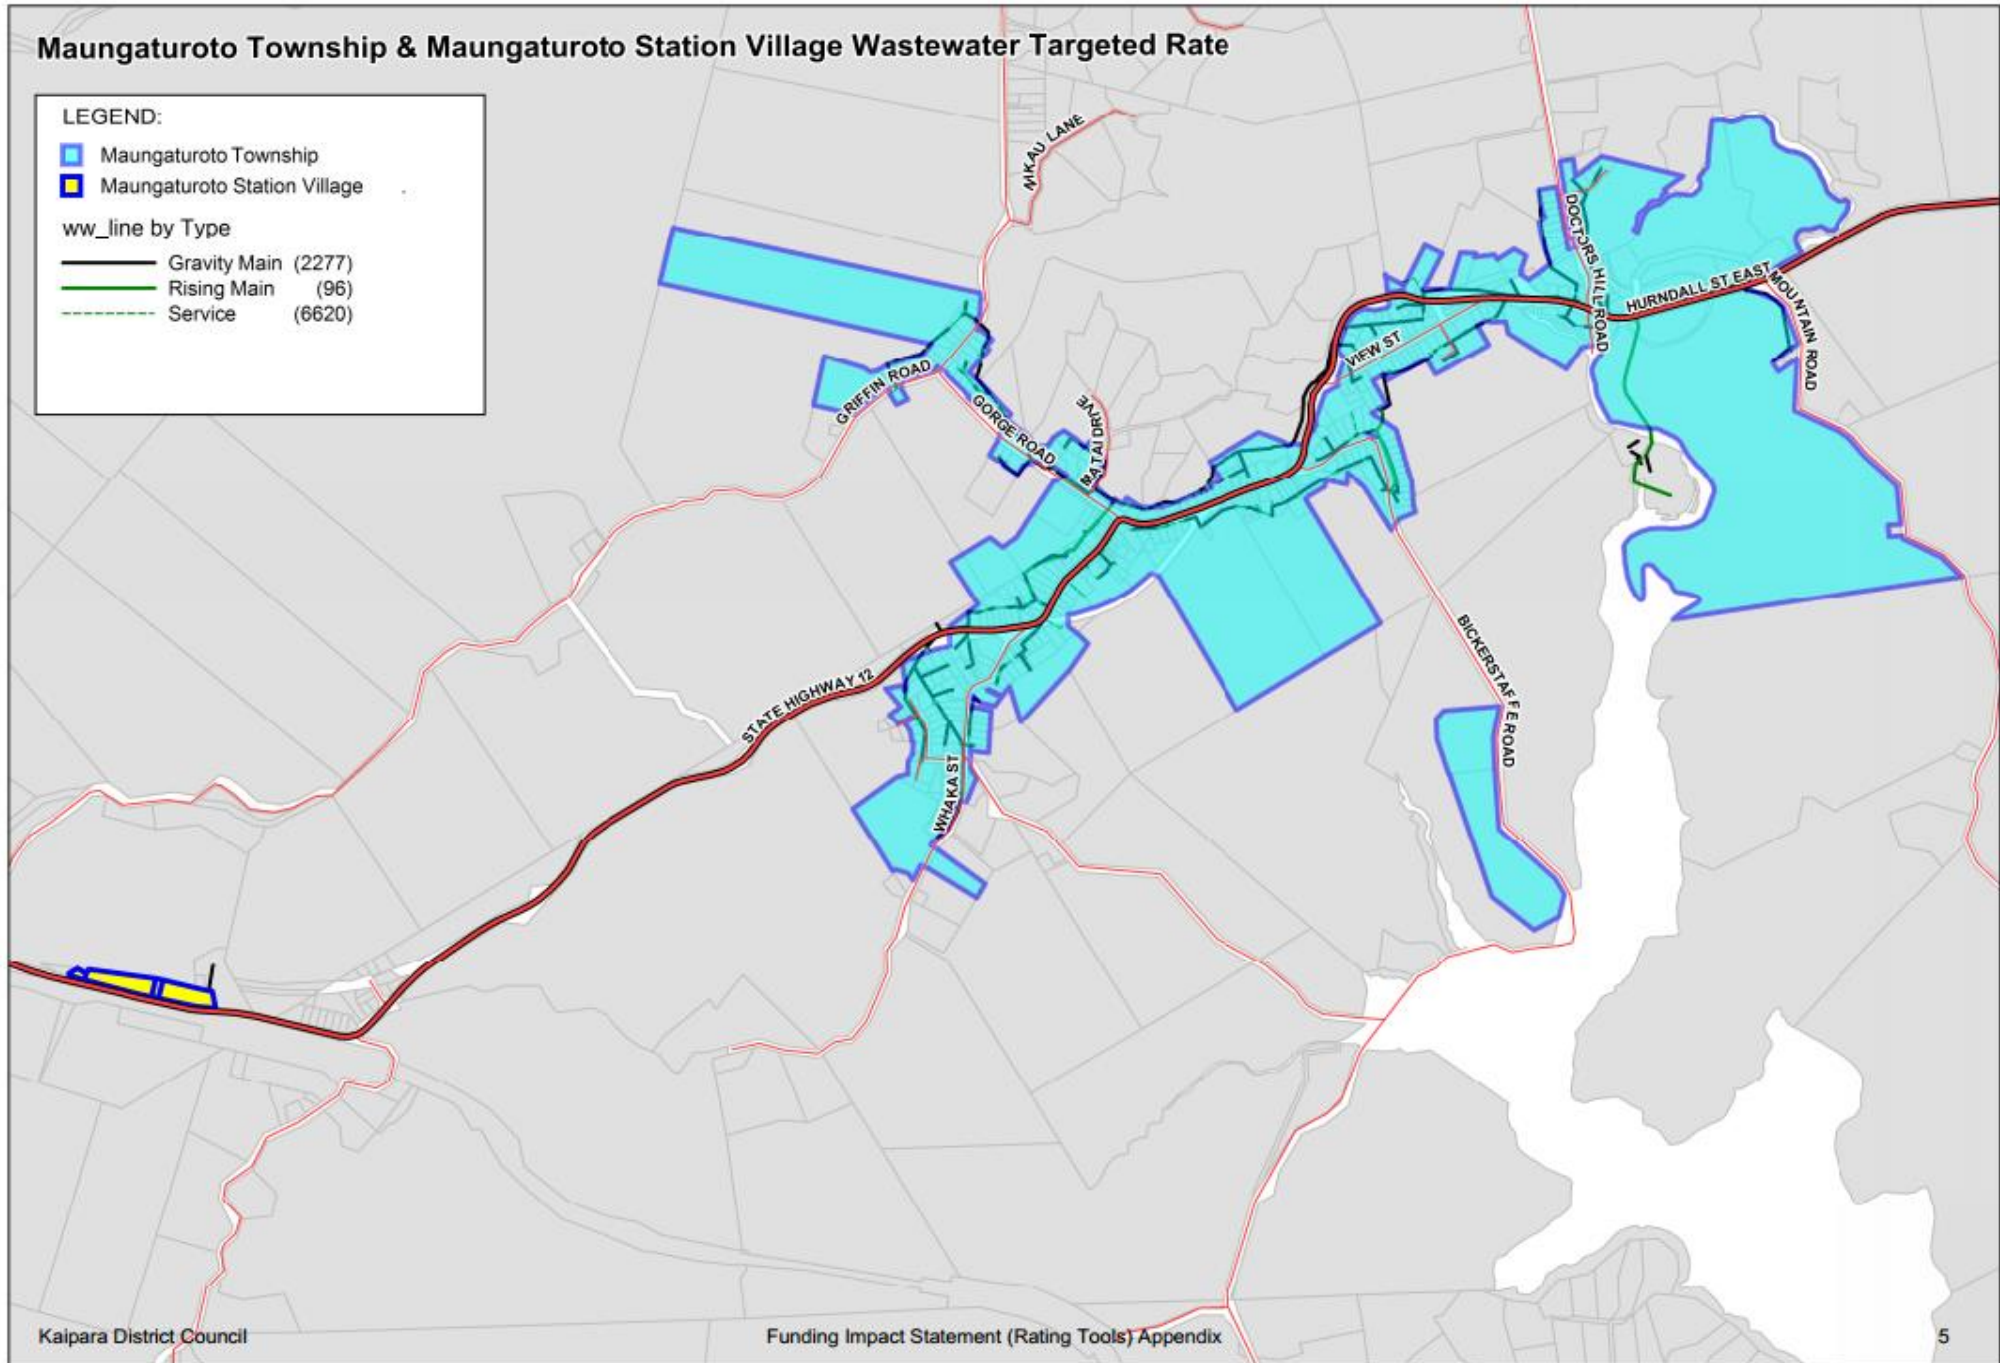 Maungaturoto Township & Maungaturoto Station Village Wastewater Targeted Rate
LEGEND:
Maungaturoto Township
Maungaturoto Station Village
ww_line by Type
Gravity Main (2277)
Rising Main (96)
Service (6620)
NIKAU LANE
DOCTORS HILL ROAD
HURNDALL ST EAST
MOUNTAIN ROAD
VIEW ST
GRIFFIN ROAD
GORGE ROAD
MATAI DRIVE
BICKERSTAFFE ROAD
STATE HIGHWAY 12
WHAKA ST
Kaipara District Council
Funding Impact Statement (Rating Tools) Appendix
5